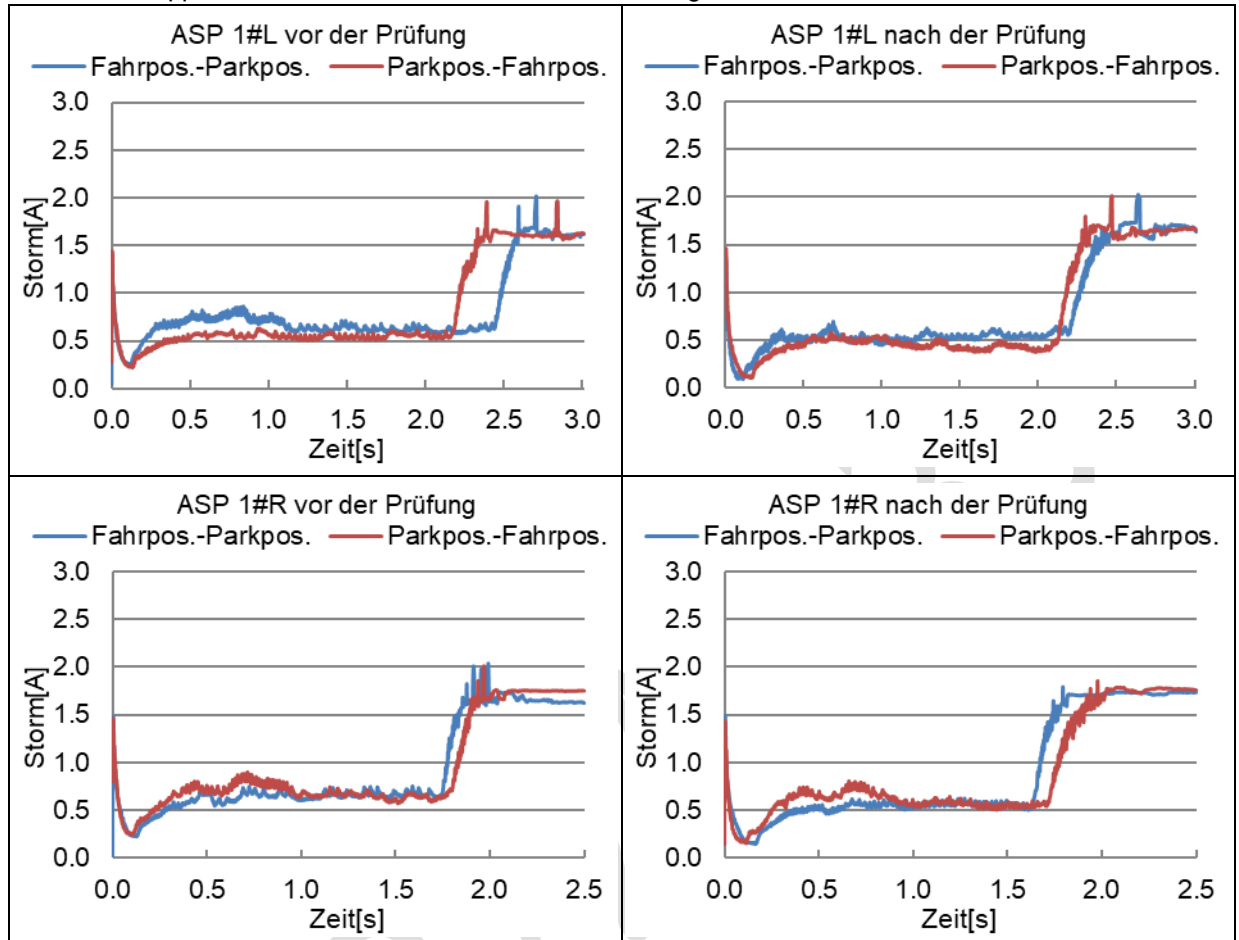 ASP 1#L vor der Prüfung
Fahrpos.-Parkpos. Parkpos.-Fahrpos.
3.0
2.5
2.0
1.5
1.0
0.5
0.0
Storm[A]
0.0 0.5 1.0 1.5 2.0 2.5 3.0
Zeit[s]
ASP 1#L nach der Prüfung
Fahrpos.-Parkpos. Parkpos.-Fahrpos.
3.0
2.5
2.0
1.5
1.0
0.5
0.0
Storm[A]
0.0 0.5 1.0 1.5 2.0 2.5 3.0
Zeit[s]
ASP 1#R vor der Prüfung
Fahrpos.-Parkpos. Parkpos.-Fahrpos.
3.0
2.5
2.0
1.5
1.0
0.5
0.0
Storm[A]
0.0 0.5 1.0 1.5 2.0 2.5
Zeit[s]
ASP 1#R nach der Prüfung
Fahrpos.-Parkpos. Parkpos.-Fahrpos.
3.0
2.5
2.0
1.5
1.0
0.5
0.0
Storm[A]
0.0 0.5 1.0 1.5 2.0 2.5
Zeit[s]